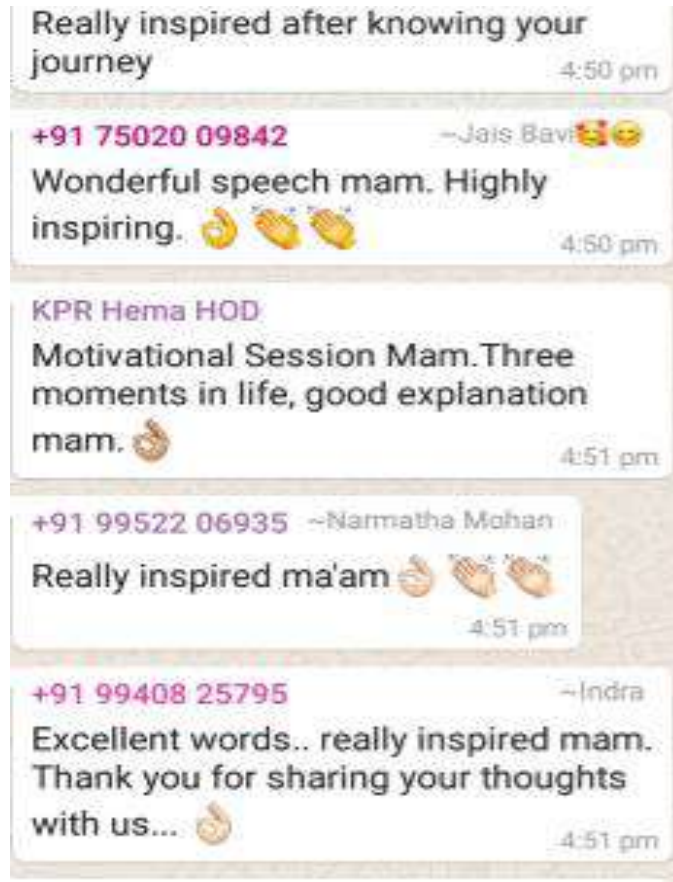 Really inspired after knowing your
journey
4:50 pm
+91 75020 09842 ~Jais Bavi🥰😊
Wonderful speech mam. Highly
inspiring. 👌👏👏
4:50 pm
KPR Hema HOD
Motivational Session Mam.Three
moments in life, good explanation
mam.👌🏽
4:51 pm
+91 99522 06935 ~Narmatha Mohan
Really inspired ma'am👌🏻👏🏻👏🏻
4:51 pm
+91 99408 25795 ~Indra
Excellent words.. really inspired mam.
Thank you for sharing your thoughts
with us... 👌🏻
4:51 pm